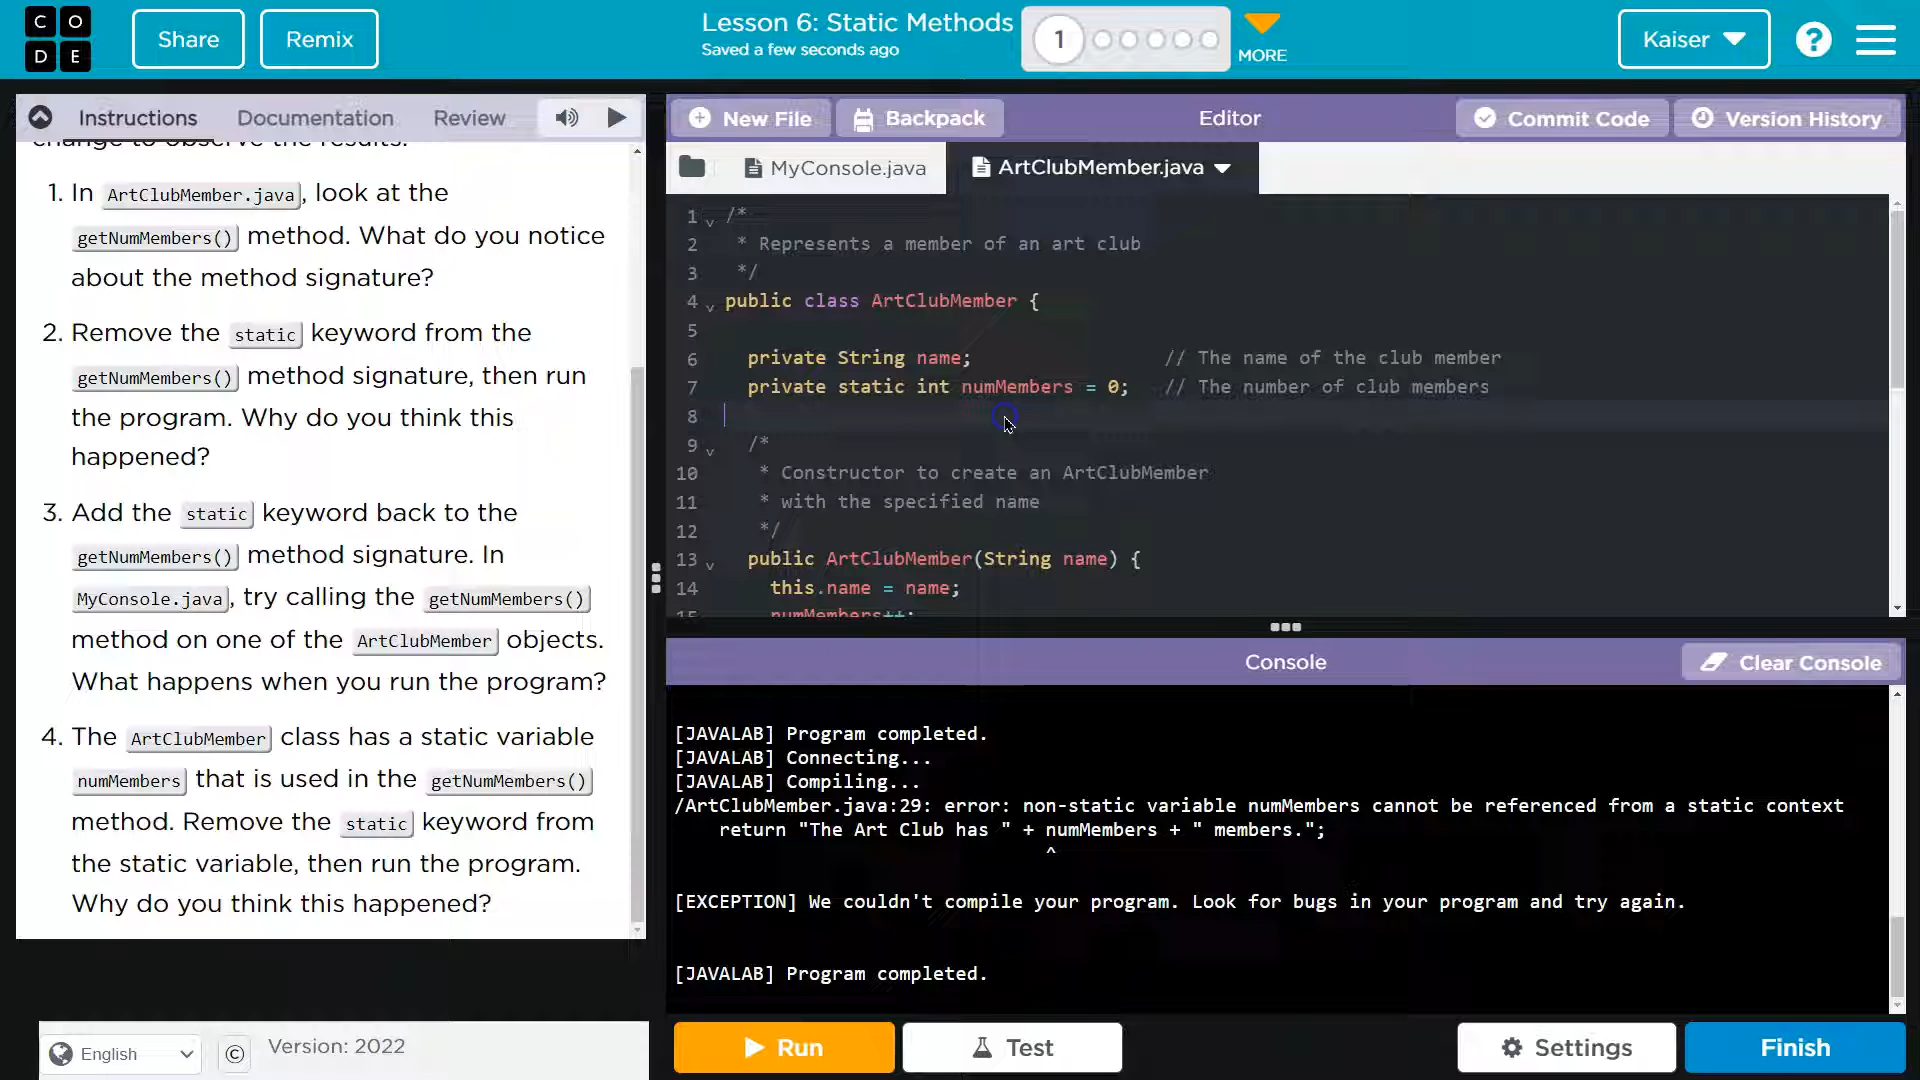 C O
D E
Share
Remix
Lesson 6: Static Methods
Saved a few seconds ago
1
MORE
Kaiser
?
Instructions
Documentation
Review
change to observe the results.
1. In ArtClubMember.java, look at the
getNumMembers() method. What do you notice
about the method signature?
2. Remove the static keyword from the
getNumMembers() method signature, then run
the program. Why do you think this
happened?
3. Add the static keyword back to the
getNumMembers() method signature. In
MyConsole.java, try calling the getNumMembers()
method on one of the ArtClubMember objects.
What happens when you run the program?
4. The ArtClubMember class has a static variable
numMembers that is used in the getNumMembers()
method. Remove the static keyword from
the static variable, then run the program.
Why do you think this happened?
New File
Backpack
Editor
Commit Code
Version History
MyConsole.java
ArtClubMember.java
1 /*
2 * Represents a member of an art club
3 */
4 public class ArtClubMember {
5
6 private String name; // The name of the club member
7 private static int numMembers = 0; // The number of club members
8
9 /*
10 * Constructor to create an ArtClubMember
11 * with the specified name
12 */
13 public ArtClubMember(String name) {
14 this.name = name;
15 numMembers++;
Console
Clear Console
[JAVALAB] Program completed.
[JAVALAB] Connecting...
[JAVALAB] Compiling...
/ArtClubMember.java:29: error: non-static variable numMembers cannot be referenced from a static context
return "The Art Club has " + numMembers + " members.";
^
[EXCEPTION] We couldn't compile your program. Look for bugs in your program and try again.
[JAVALAB] Program completed.
English
©
Version: 2022
Run
Test
Settings
Finish